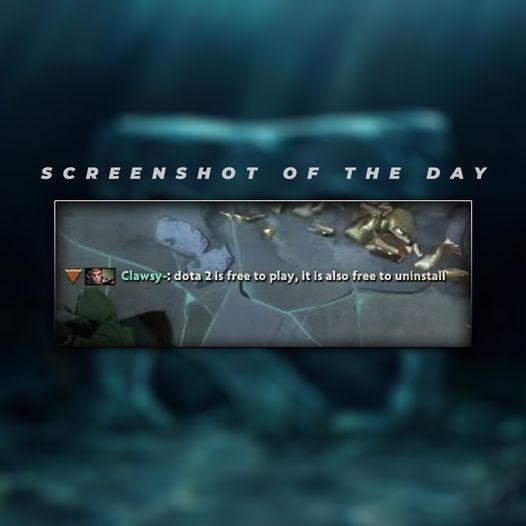 SCREENSHOT OF THE DAY
Clawsy-: dota 2 is free to play, it is also free to uninstall